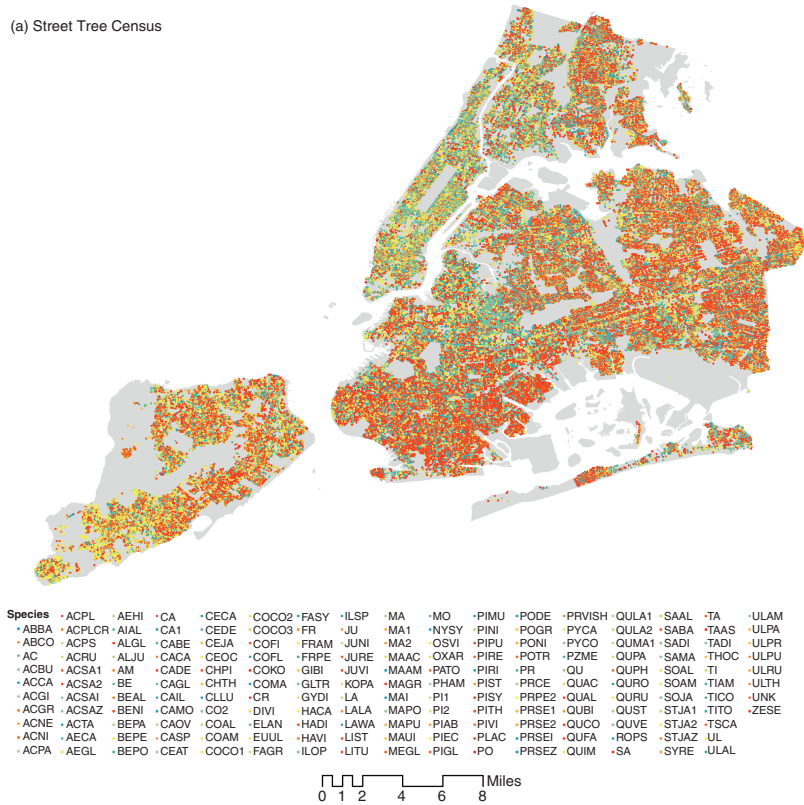 (a) Street Tree Census
Species ACPL AEHI CA CECA COCO2 FASY ILSP MA MO PIMU PODE PRVISH QULA1 SAAL TA ULAM
ABBA ACPLCR AIAL CA1 CEDE COCO3 FR JU MA1 NYSY PINI POGR PYCA QULA2 SABA TAAS ULPA
ABCO ACPS ALGL CABE CEJA COFI FRAM JUNI MA2 OSVI PIPU PONI PYCO QUMA1 SADI TADI ULPR
AC ACRU ALJU CACA CEOC COFL FRPE JURE MAAC OXAR PIRE POTR PZME QUPA SAMA THOC ULPU
ACBU ACSA1 AM CADE CHPI COKO GIBI JUVI MAAM PATO PIRI PR QU QUPH SOAL TI ULRU
ACCA ACSA2 BE CAGL CHTH COMA GLTR KOPA MAGR PHAM PIST PRCE QUAC QURO SOAM TIAM ULTH
ACGI ACSAI BEAL CAIL CLLU CR GYDI LA MAI PI1 PISY PRPE2 QUAL QURU SOJA TICO UNK
ACGR ACSAZ BENI CAMO CO2 DIVI HACA LALA MAPO PI2 PITH PRSE1 QUBI QUST STJA1 TITO ZESE
ACNE ACTA BEPA CAOV COAL ELAN HADI LAWA MAPU PIAB PIVI PRSE2 QUCO QUVE STJA2 TSCA
ACNI AECA BEPE CASP COAM EUUL HAVI LIST MAUI PIEC PLAC PRSEI QUFA ROPS STJAZ UL
ACPA AEGL BEPO CEAT COCO1 FAGR ILOP LITU MEGL PIGL PO PRSEZ QUIM SA SYRE ULAL
Miles
0 1 2 4 6 8